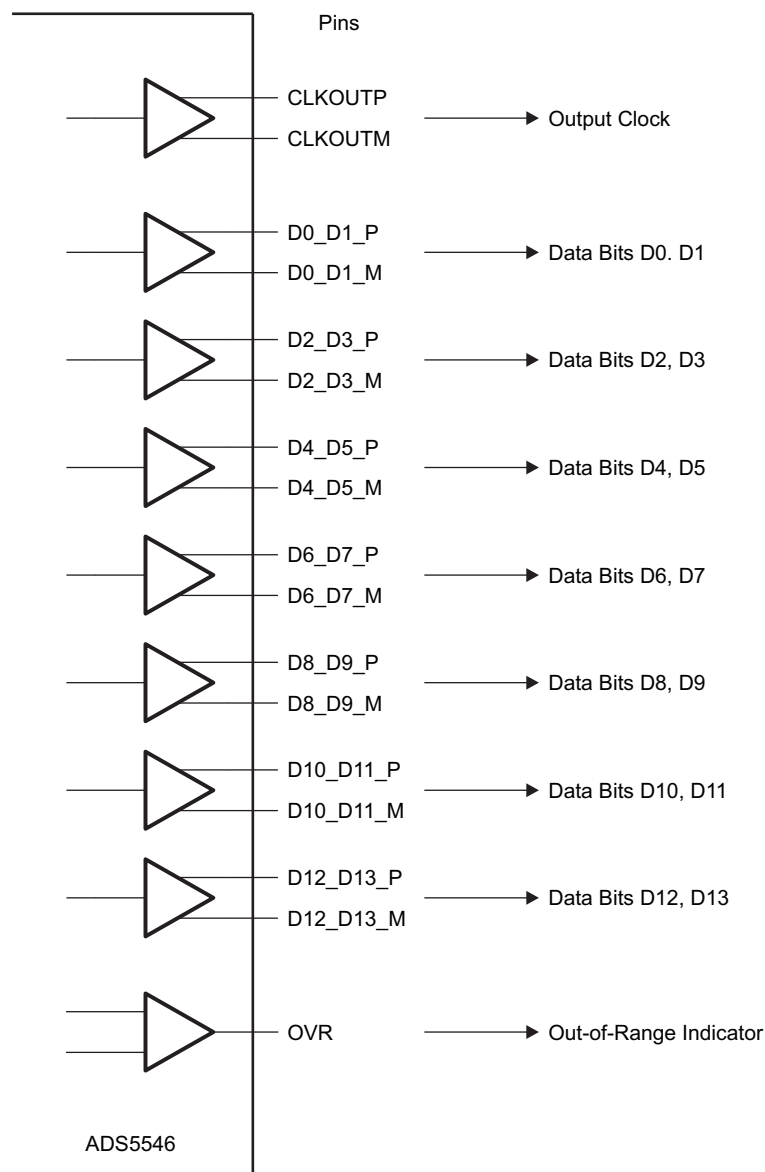 Pins
CLKOUTP
CLKOUTM
Output Clock
D0_D1_P
D0_D1_M
Data Bits D0. D1
D2_D3_P
D2_D3_M
Data Bits D2, D3
D4_D5_P
D4_D5_M
Data Bits D4, D5
D6_D7_P
D6_D7_M
Data Bits D6, D7
D8_D9_P
D8_D9_M
Data Bits D8, D9
D10_D11_P
D10_D11_M
Data Bits D10, D11
D12_D13_P
D12_D13_M
Data Bits D12, D13
OVR
Out-of-Range Indicator
ADS5546